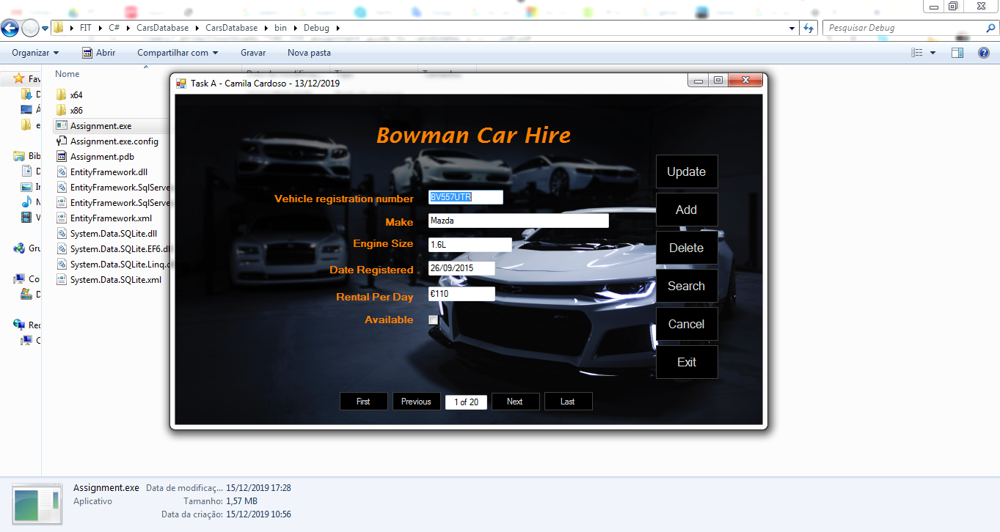 FIT C# CarsDatabase CarsDatabase bin Debug
Pesquisar Debug
Organizar Abrir Compartilhar com Gravar Nova pasta
Nome
Fav
x64
x86
Assignment.exe
Assignment.exe.config
Assignment.pdb
EntityFramework.dll
EntityFramework.SqlServe
EntityFramework.SqlServe
EntityFramework.xml
System.Data.SQLite.dll
System.Data.SQLite.EF6.dl
System.Data.SQLite.Linq.d
System.Data.SQLite.xml
Bib
Gru
Co
Rec
Task A - Camila Cardoso - 13/12/2019
Bowman Car Hire
Vehicle registration number BV557UTR
Make Mazda
Engine Size 1.6L
Date Registered 26/09/2015
Rental Per Day €110
Available
Update
Add
Delete
Search
Cancel
Exit
First Previous 1 of 20 Next Last
Assignment.exe Data de modificaç... 15/12/2019 17:28
Aplicativo Tamanho: 1,57 MB
Data da criação: 15/12/2019 10:56